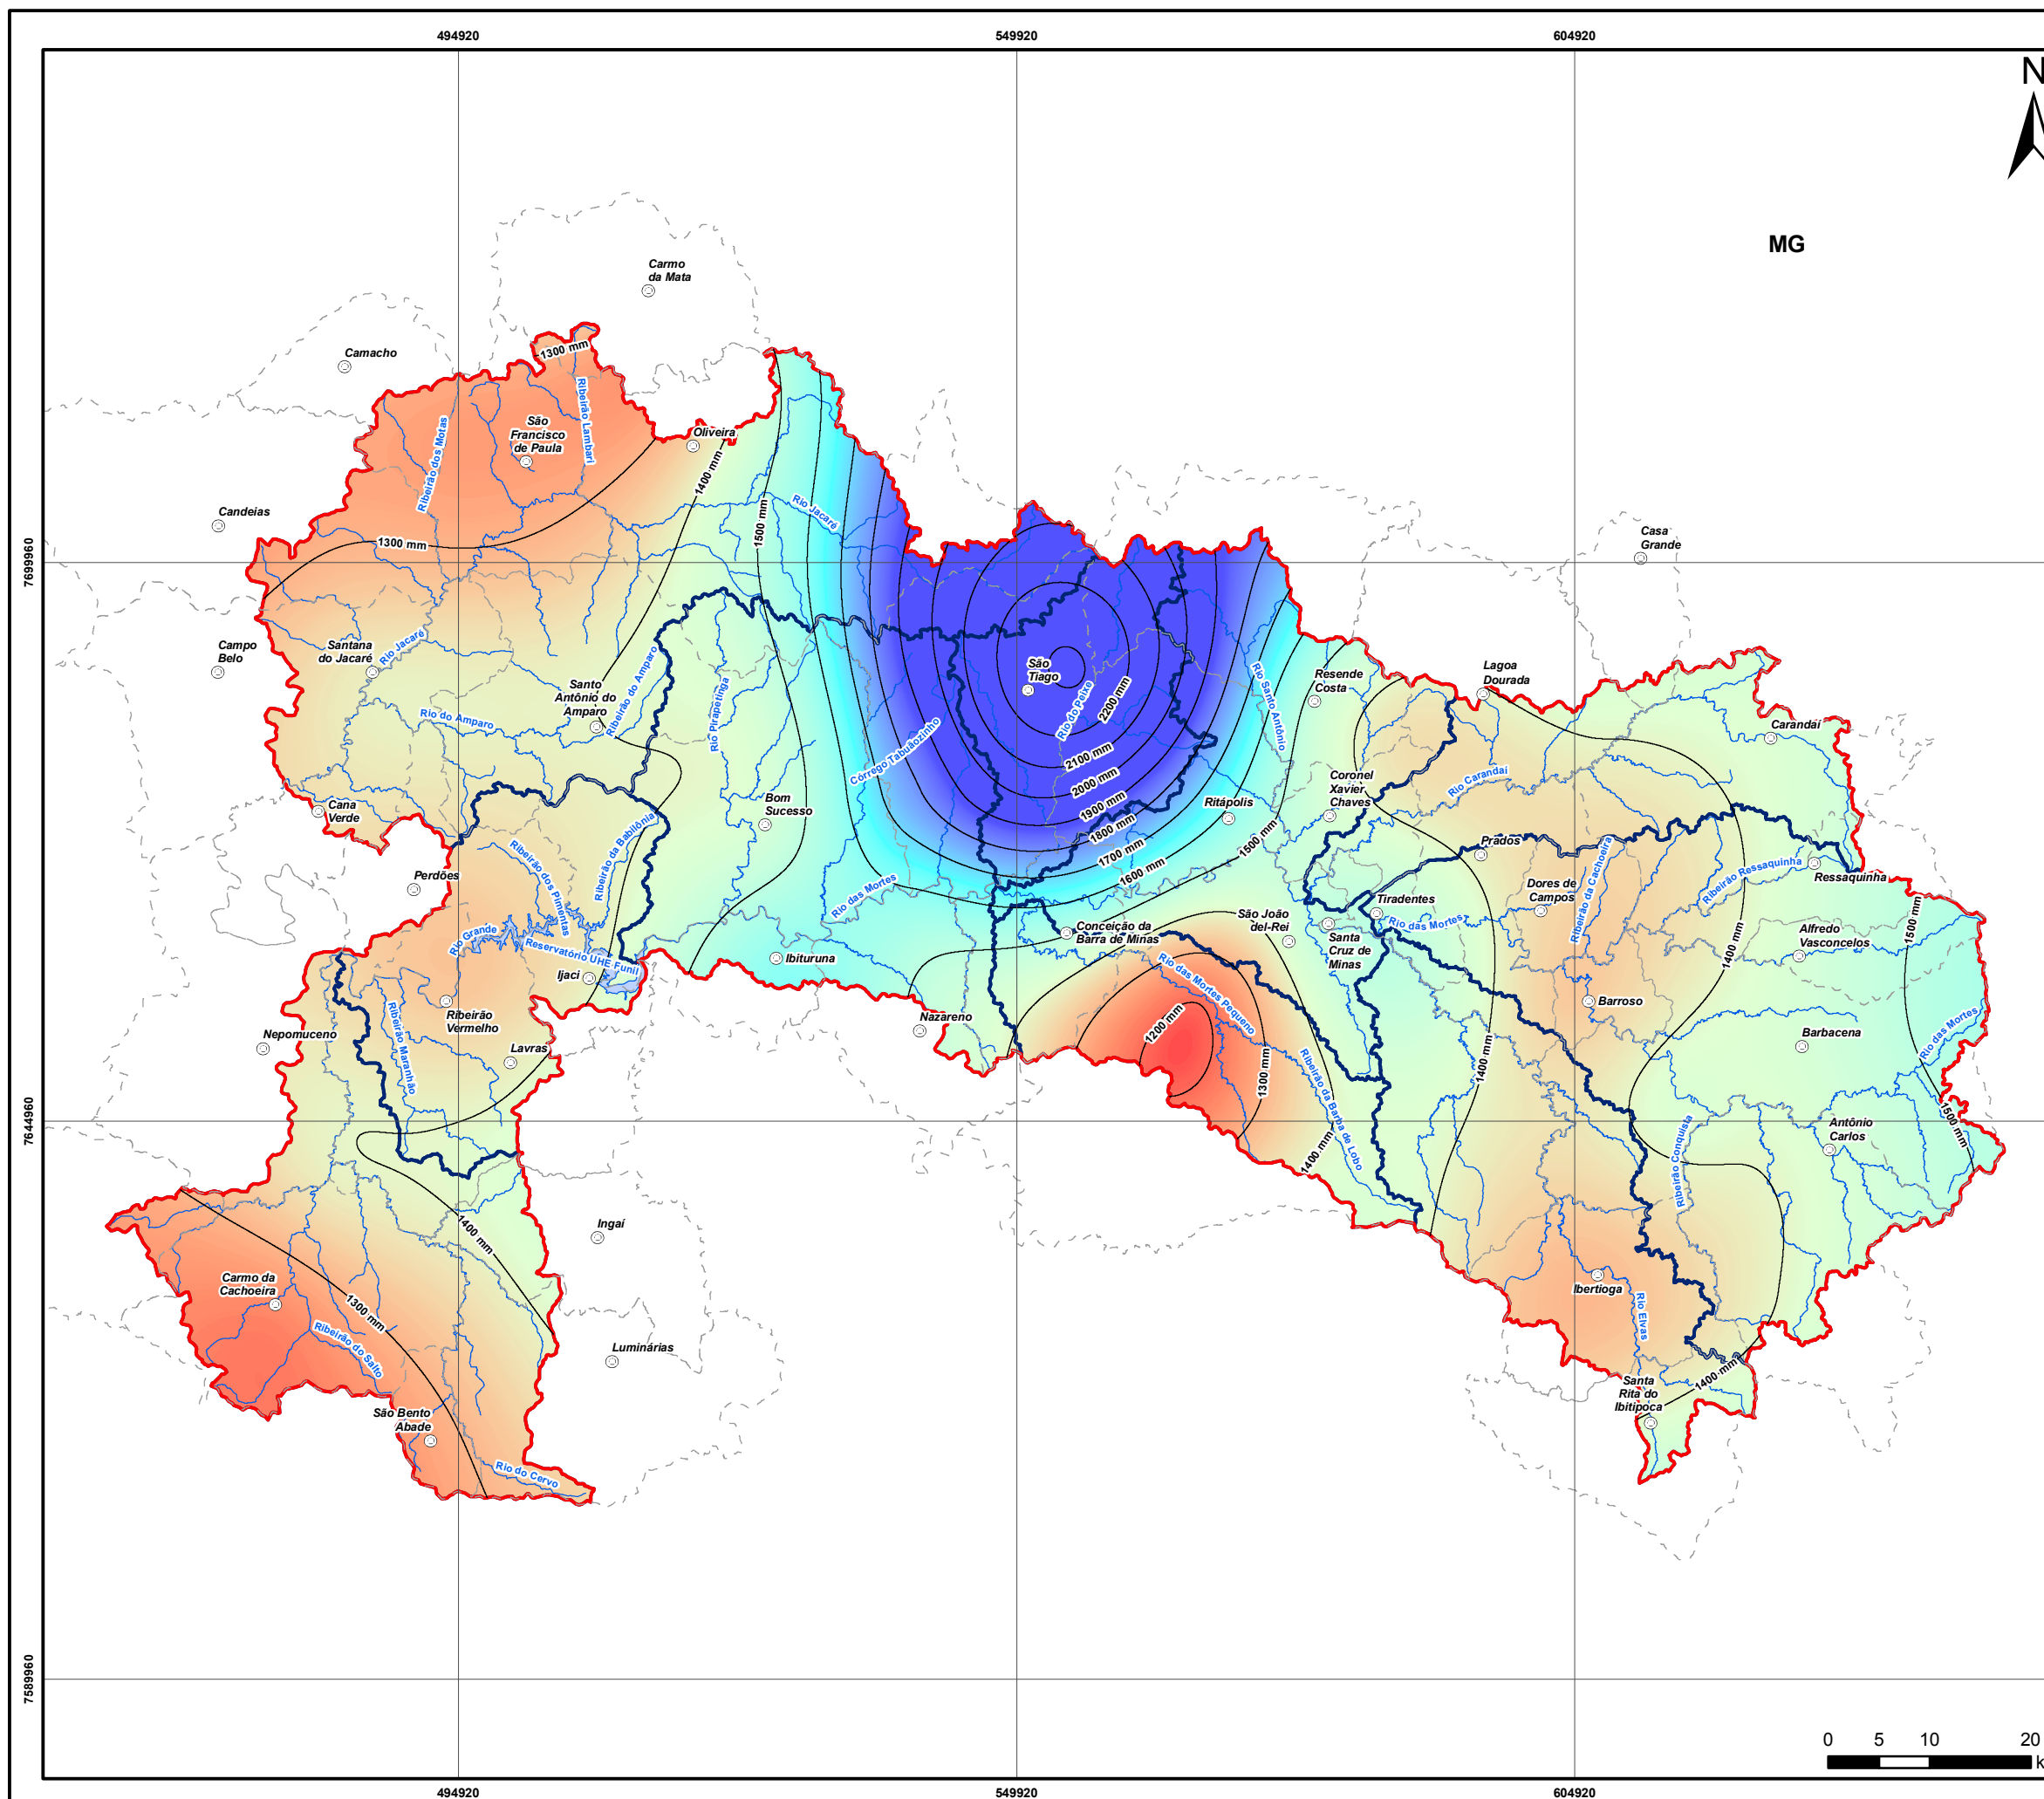 494920
549920
604920
N
MG
Carmo
da Mata
Camacho
1300 mm
São
Francisco
de Paula
Ribeirão Lambari
Ribeirão dos Motas
Oliveira
1400 mm
1500 mm
Rio Jacaré
Candeias
1300 mm
Casa
Grande
7699960
Campo
Belo
Santana
do Jacaré
Rio Jacaré
Santo
Antônio do
Amparo
Rio do Amparo
Ribeirão do Amparo
Rio Pirapetinga
São
Tiago
Rio do Peixe
2200 mm
Rio Santo Antônio
Resende
Costa
Lagoa
Dourada
Carandaí
Córrego Tabuãozinho
2100 mm
2000 mm
1900 mm
1800 mm
1700 mm
1600 mm
1500 mm
Coronel
Xavier
Chaves
Rio Carandaí
Ritápolis
Cana
Verde
Bom
Sucesso
Ribeirão da Babilônia
Ribeirão dos Pimentas
Perdões
Prados
Ribeirão da Cachoeira
Ribeirão Ressaquinha
Ressaquinha
Dores de
Campos
Tiradentes
Rio das Mortes
Rio das Mortes
São João
del-Rei
Santa
Cruz de
Minas
Conceição da
Barra de Minas
1500 mm
1400 mm
Alfredo
Vasconcelos
Rio Grande
Reservatório UHE Funil
Ijaci
Ibituruna
Rio das Mortes Pequeno
Barroso
Ribeirão
Vermelho
Ribeirão Maranhão
Nepomuceno
Lavras
Nazareno
1200 mm
1300 mm
1400 mm
Ribeirão da Barba de Lobo
1400 mm
Barbacena
Rio das Mortes
1500 mm
Antônio
Carlos
Ribeirão Conquista
7644960
1400 mm
Ingaí
Carmo da
Cachoeira
1300 mm
Ribeirão do Salto
Luminárias
Ibertioga
Rio Elvas
1400 mm
Santa
Rita do
Ibitipoca
São Bento
Abade
Rio do Cervo
7589960
0 5 10 20
k
494920
549920
604920